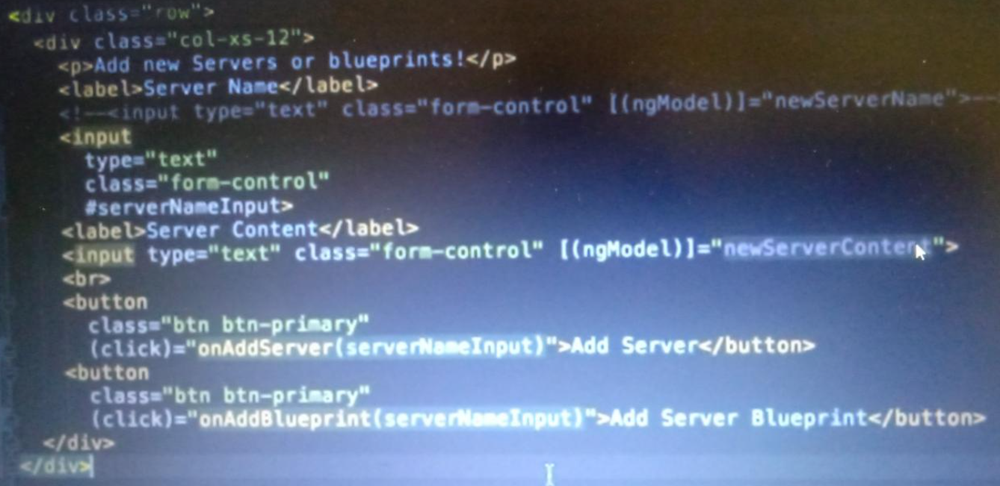 <div class="row">
<div class="col-xs-12">
<p>Add new Servers or blueprints!</p>
<label>Server Name</label>
<!--<input type="text" class="form-control" [(ngModel)]="newServerName">--
<input
type="text"
class="form-control"
#serverNameInput>
<label>Server Content</label>
<input type="text" class="form-control" [(ngModel)]="newServerContent">
<br>
<button
class="btn btn-primary"
(click)="onAddServer(serverNameInput)">Add Server</button>
<button
class="btn btn-primary"
(click)="onAddBlueprint(serverNameInput)">Add Server Blueprint</button>
</div>
</div>